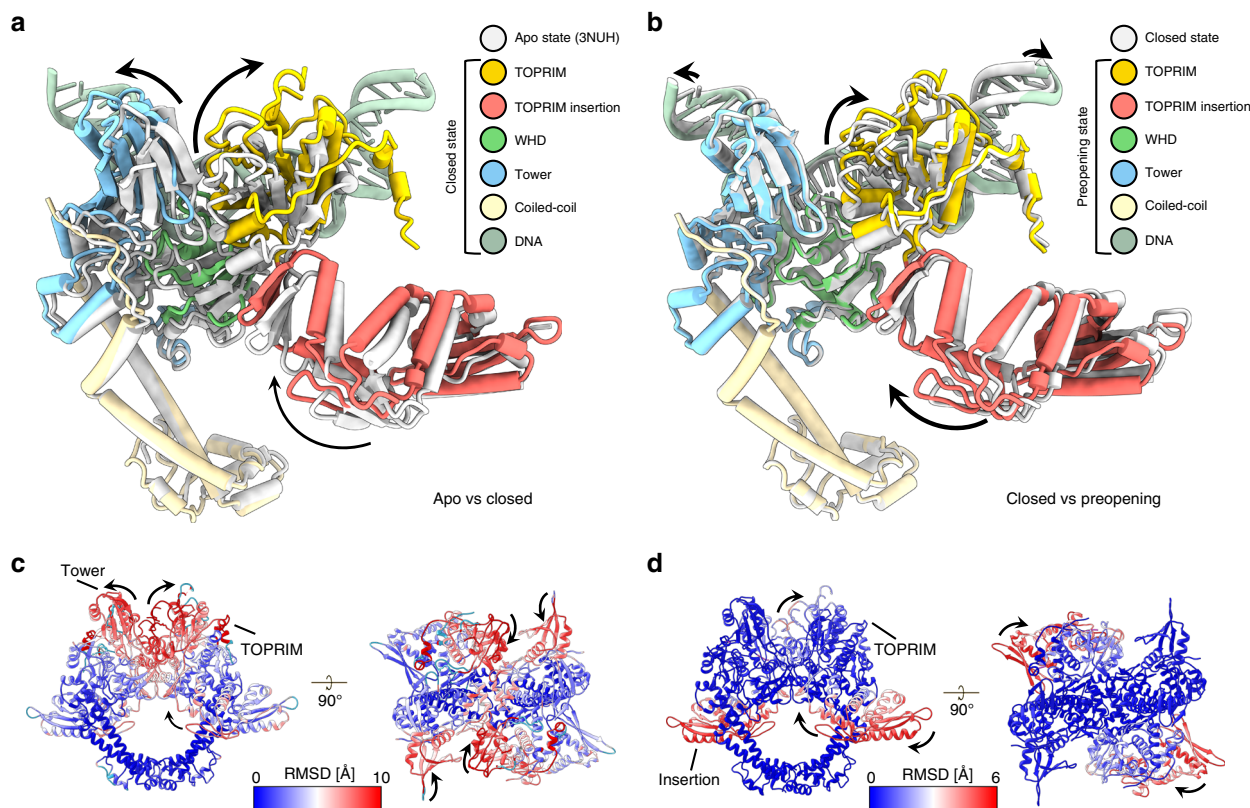 a
Apo state (3NUH)
Closed state
TOPRIM
TOPRIM insertion
WHD
Tower
Coiled-coil
DNA
Apo vs closed
b
Closed state
Preopening state
TOPRIM
TOPRIM insertion
WHD
Tower
Coiled-coil
DNA
Closed vs preopening
c
Tower
TOPRIM
90°
0 RMSD [Å] 10
d
TOPRIM
Insertion
90°
0 RMSD [Å] 6